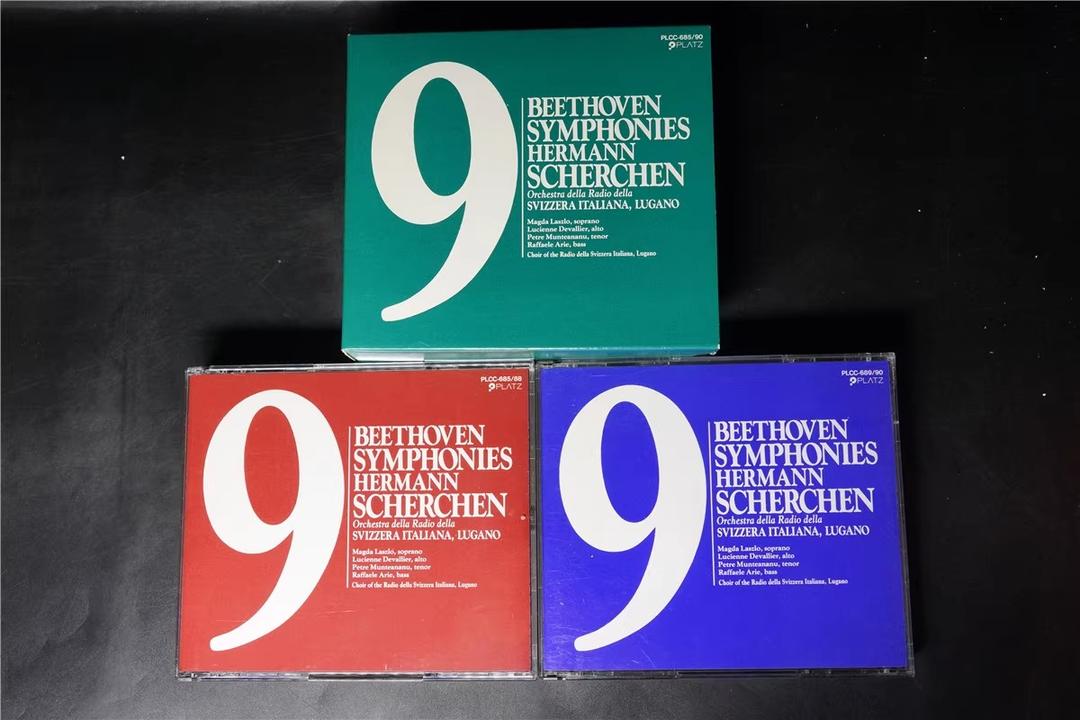 PLCC-685/90
PLATZ
9
BEETHOVEN
SYMPHONIES
HERMANN
SCHERCHEN
Orchestra della Radio della
SVIZZERA ITALIANA, LUGANO
Magda Laszlo, soprano
Lucienne Devallier, alto
Petre Munteananu, tenor
Raffaele Arie, bass
Choir of the Radio della Svizzera Italiana, Lugano
PLCC-685/88
PLATZ
9
BEETHOVEN
SYMPHONIES
HERMANN
SCHERCHEN
Orchestra della Radio della
SVIZZERA ITALIANA, LUGANO
Magda Laszlo, soprano
Lucienne Devallier, alto
Petre Munteananu, tenor
Raffaele Arie, bass
Choir of the Radio della Svizzera Italiana, Lugano
PLCC-689/90
PLATZ
9
BEETHOVEN
SYMPHONIES
HERMANN
SCHERCHEN
Orchestra della Radio della
SVIZZERA ITALIANA, LUGANO
Magda Laszlo, soprano
Lucienne Devallier, alto
Petre Munteananu, tenor
Raffaele Arie, bass
Choir of the Radio della Svizzera Italiana, Lugano